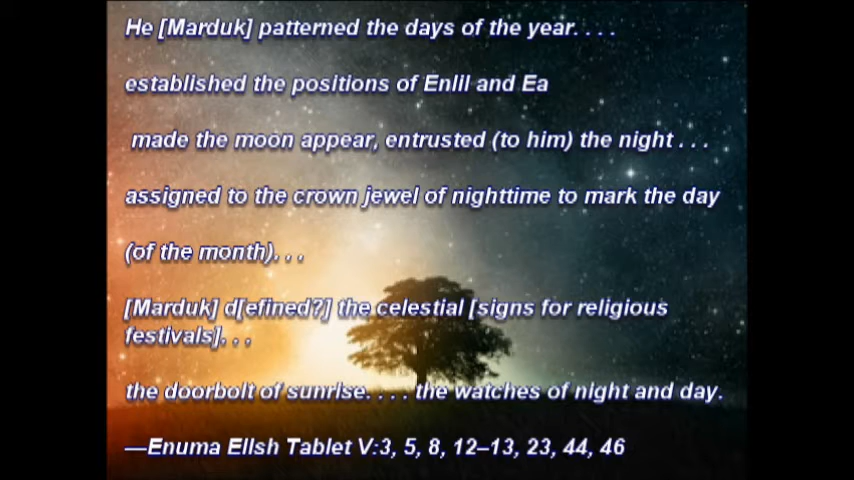 He [Marduk] patterned the days of the year. . . .
established the positions of Enlil and Ea
made the moon appear, entrusted (to him) the night . . .
assigned to the crown jewel of nighttime to mark the day
(of the month). . .
[Marduk] d[efined?] the celestial [signs for religious
festivals]. . .
the doorbolt of sunrise. . . . the watches of night and day.
—Enuma Elish Tablet V:3, 5, 8, 12–13, 23, 44, 46